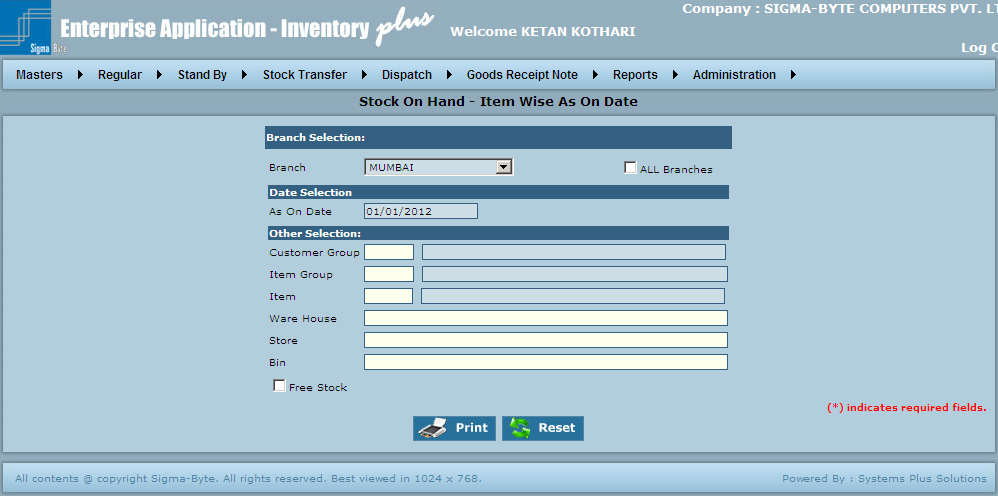 Company : SIGMA-BYTE COMPUTERS PVT. LT
Sigma Byte
Enterprise Application - Inventory plus
Welcome KETAN KOTHARI
Log O
Masters Regular Stand By Stock Transfer Dispatch Goods Receipt Note Reports Administration
Stock On Hand - Item Wise As On Date
Branch Selection:
Branch MUMBAI ALL Branches
Date Selection
As On Date 01/01/2012
Other Selection:
Customer Group
Item Group
Item
Ware House
Store
Bin
Free Stock
(*) indicates required fields.
Print Reset
All contents @ copyright Sigma-Byte. All rights reserved. Best viewed in 1024 x 768. Powered By : Systems Plus Solutions